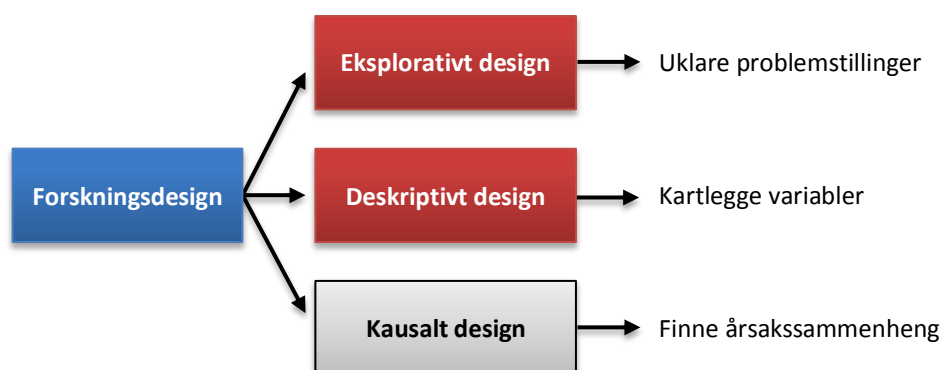 Eksplorativt design
Uklare problemstillinger
Forskningsdesign
Deskriptivt design
Kartlegge variabler
Kausalt design
Finne årsakssammenheng